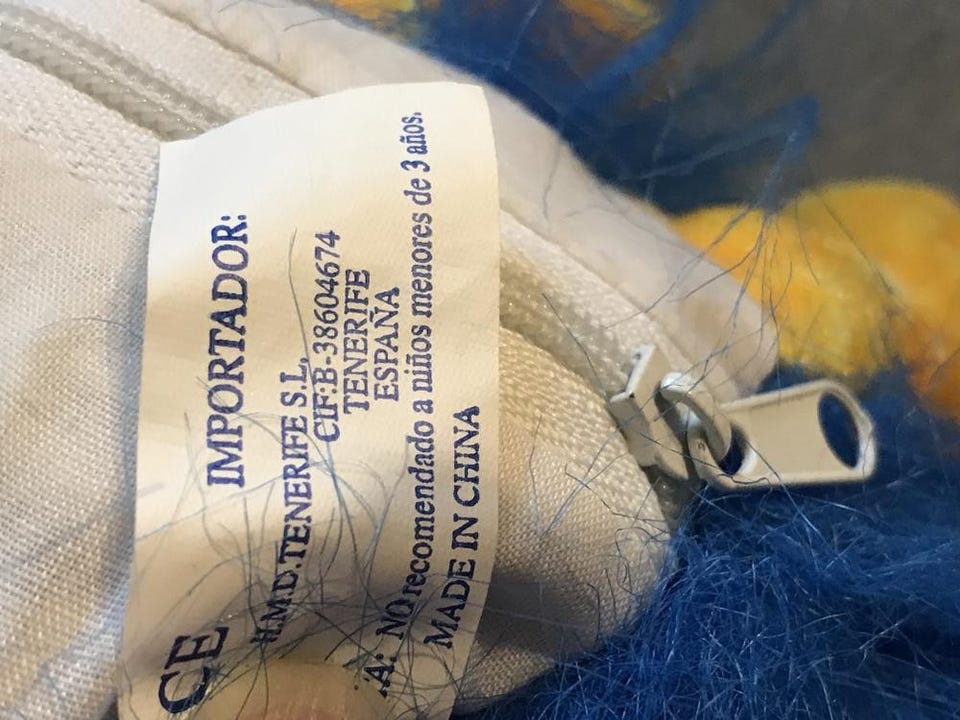 CE
IMPORTADOR:
H.M.D.TENERIFE S.L.
CIF:B-38604674
TENERIFE
ESPAÑA
A: NO recomendado a niños menores de 3 años.
MADE IN CHINA